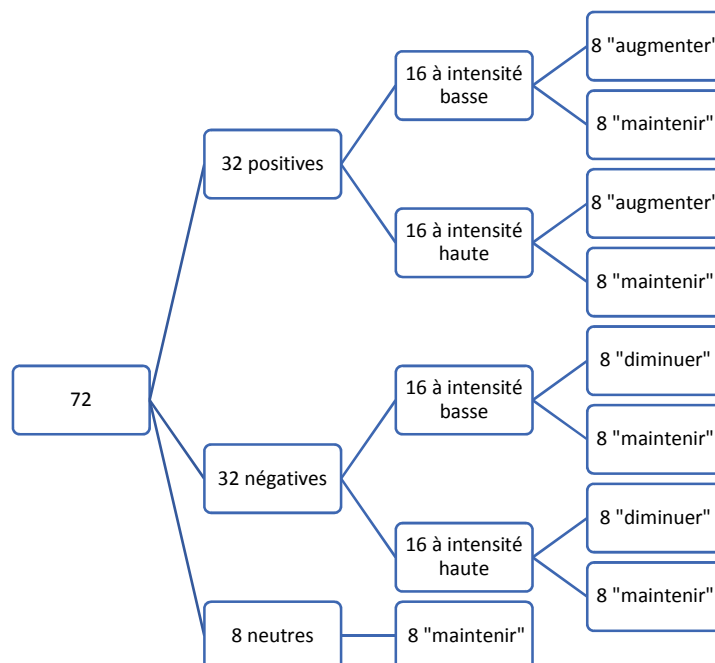 72
32 positives
16 à intensité
basse
8 "augmenter"
8 "maintenir"
16 à intensité
haute
8 "augmenter"
8 "maintenir"
32 négatives
16 à intensité
basse
8 "diminuer"
8 "maintenir"
16 à intensité
haute
8 "diminuer"
8 "maintenir"
8 neutres
8 "maintenir"